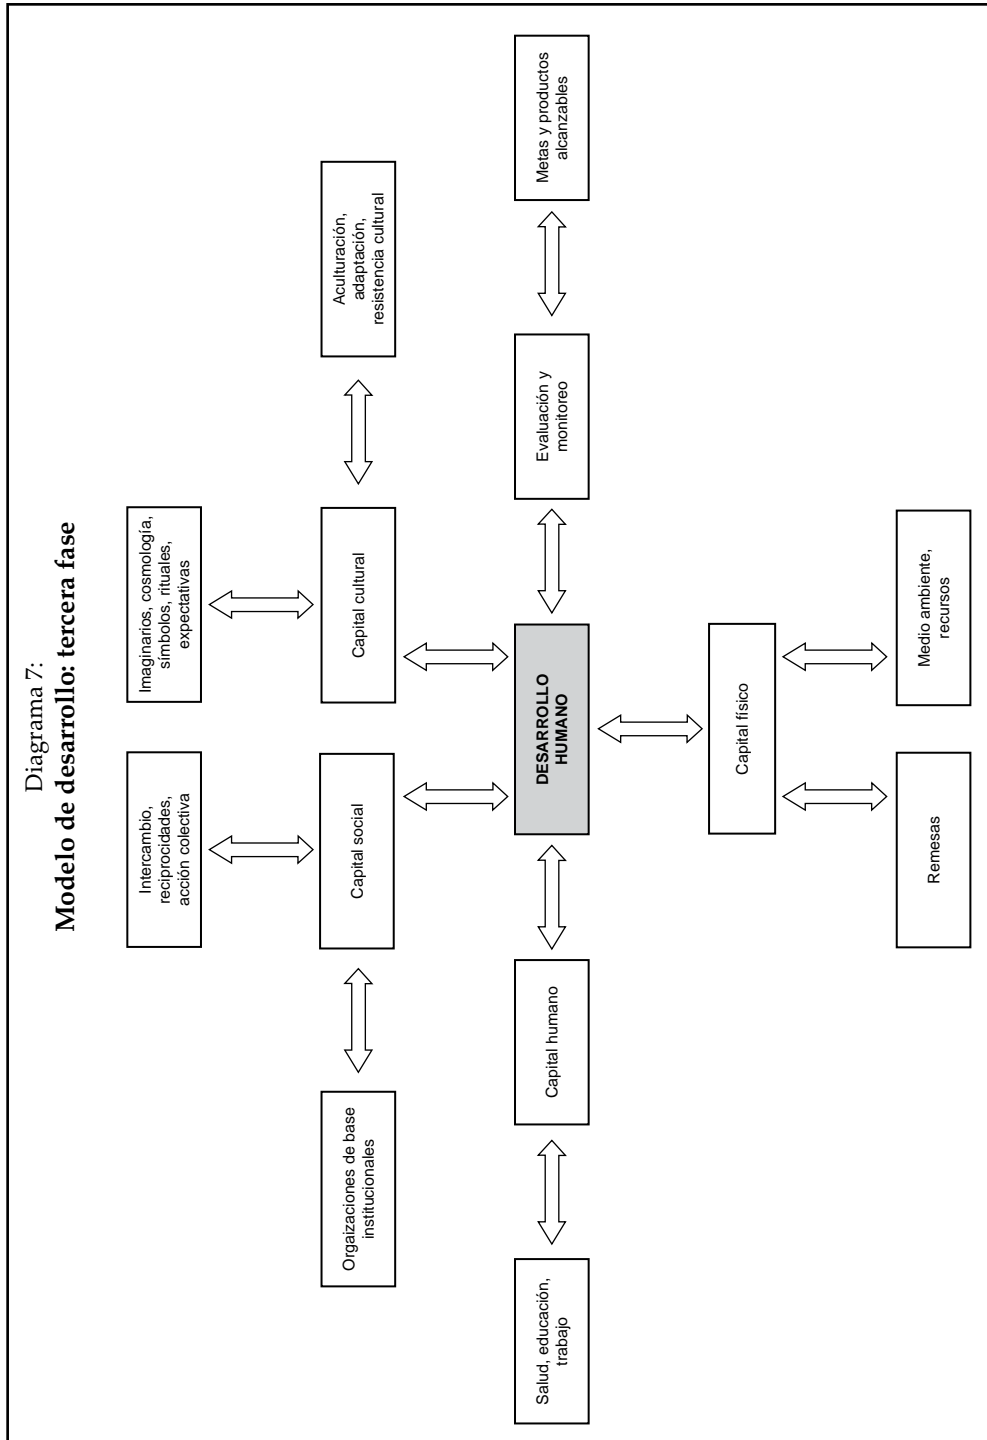 Diagrama 7:
Modelo de desarrollo: tercera fase
Intercambio,
reciprocidades,
acción colectiva
Imaginarios, cosmología,
símbolos, rituales,
expectativas
Orgaizaciones de base
institucionales
Capital social
Capital cultural
Aculturación,
adaptación,
resistencia cultural
Salud, educación,
trabajo
Capital humano
DESARROLLO
HUMANO
Evaluación y
monitoreo
Metas y productos
alcanzables
Capital físico
Remesas
Medio ambiente,
recursos